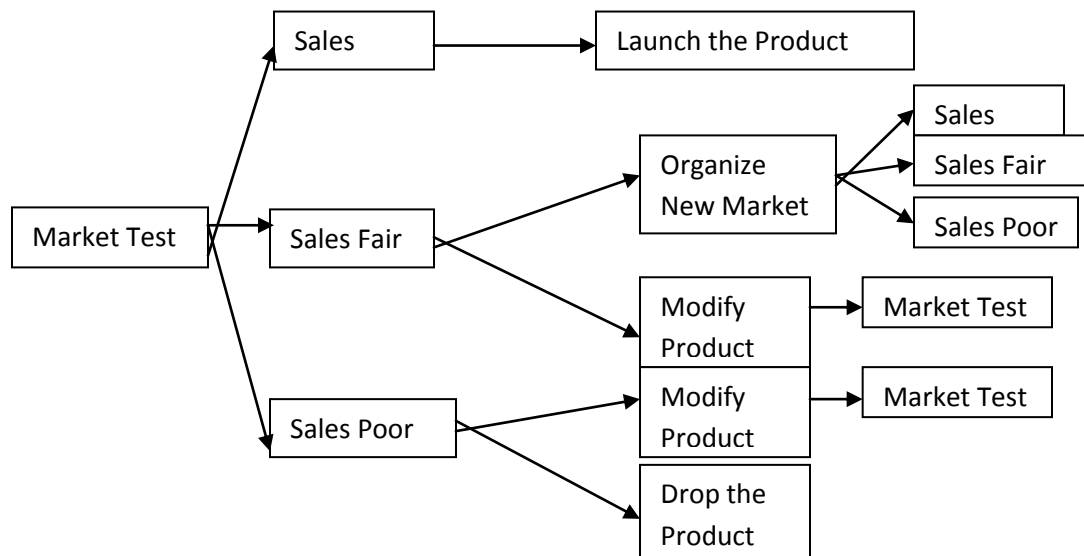 Sales
Launch the Product
Sales
Organize
New Market
Sales Fair
Market Test
Sales Fair
Sales Poor
Modify
Product
Market Test
Sales Poor
Modify
Product
Market Test
Drop the
Product